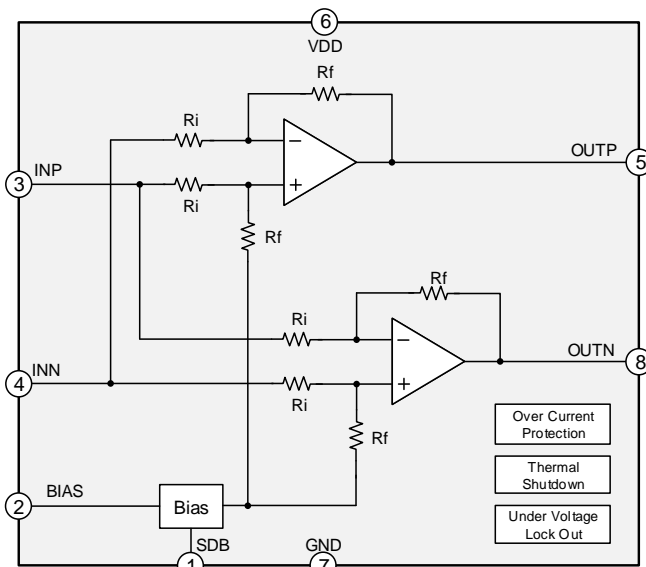 6
VDD
Rf
Ri
−
OUTP
3
INP
5
+
Ri
Rf
Rf
Ri
−
OUTN
8
4
INN
+
Ri
Rf
Over Current
Protection
Thermal
Shutdown
2
BIAS
Bias
Under Voltage
Lock Out
SDB
GND
1
7